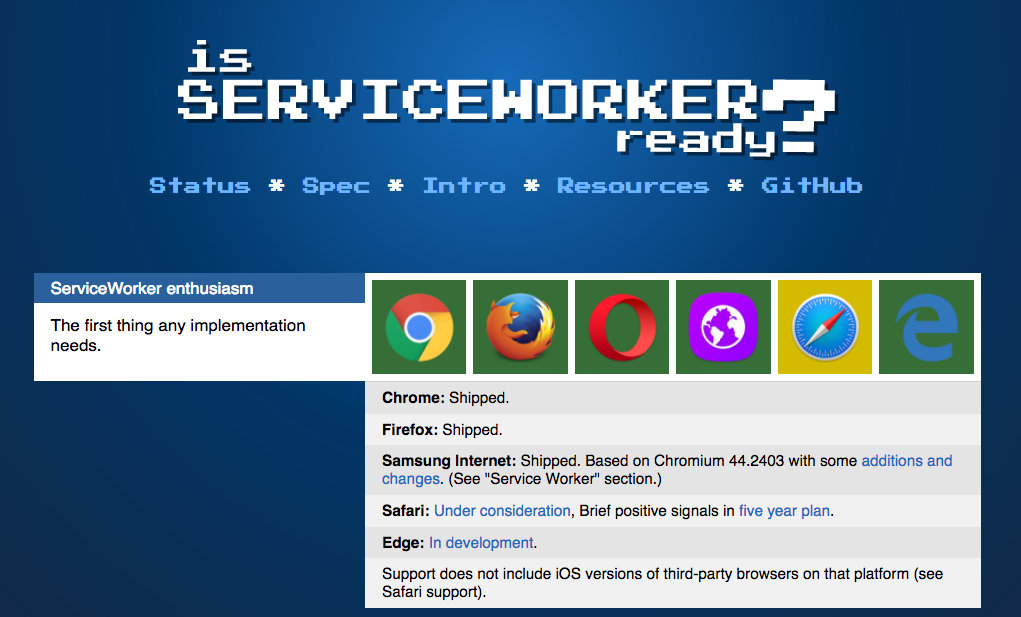 is
SERVICEWORKER?
ready
Status * Spec * Intro * Resources * GitHub
ServiceWorker enthusiasm
The first thing any implementation
needs.
Chrome: Shipped.
Firefox: Shipped.
Samsung Internet: Shipped. Based on Chromium 44.2403 with some additions and
changes. (See "Service Worker" section.)
Safari: Under consideration, Brief positive signals in five year plan.
Edge: In development.
Support does not include iOS versions of third-party browsers on that platform (see
Safari support).